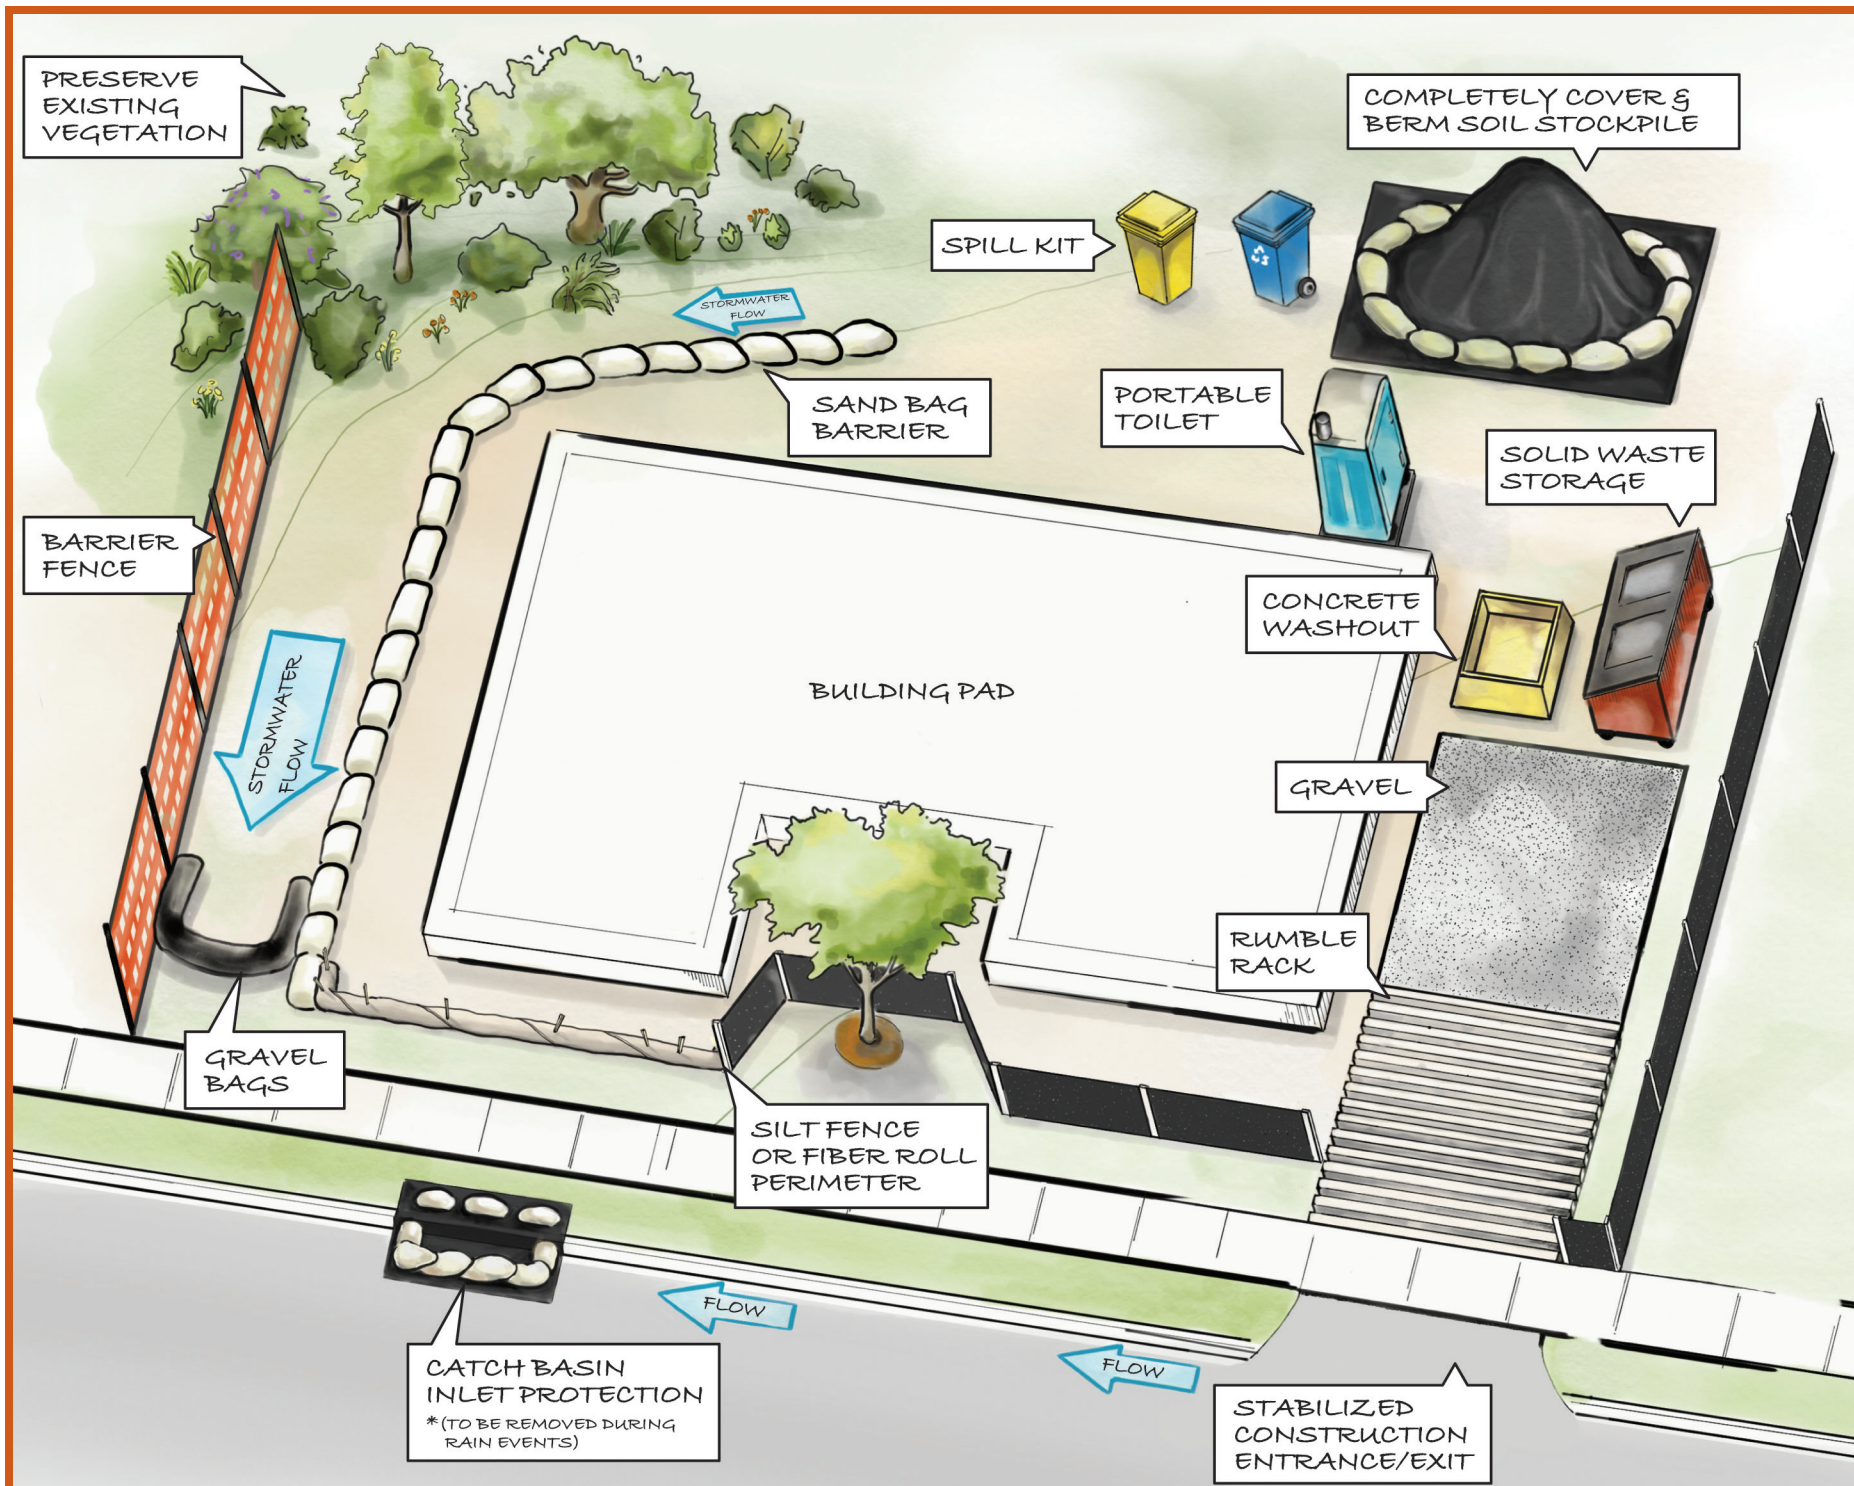 PRESERVE
EXISTING
VEGETATION
COMPLETELY COVER &
BERM SOIL STOCKPILE
SPILL KIT
STORMWATER
FLOW
SAND BAG
BARRIER
PORTABLE
TOILET
SOLID WASTE
STORAGE
BARRIER
FENCE
CONCRETE
WASHOUT
STORMWATER
FLOW
BUILDING PAD
GRAVEL
RUMBLE
RACK
GRAVEL
BAGS
SILT FENCE
OR FIBER ROLL
PERIMETER
FLOW
FLOW
CATCH BASIN
INLET PROTECTION
*(TO BE REMOVED DURING
RAIN EVENTS)
STABILIZED
CONSTRUCTION
ENTRANCE/EXIT